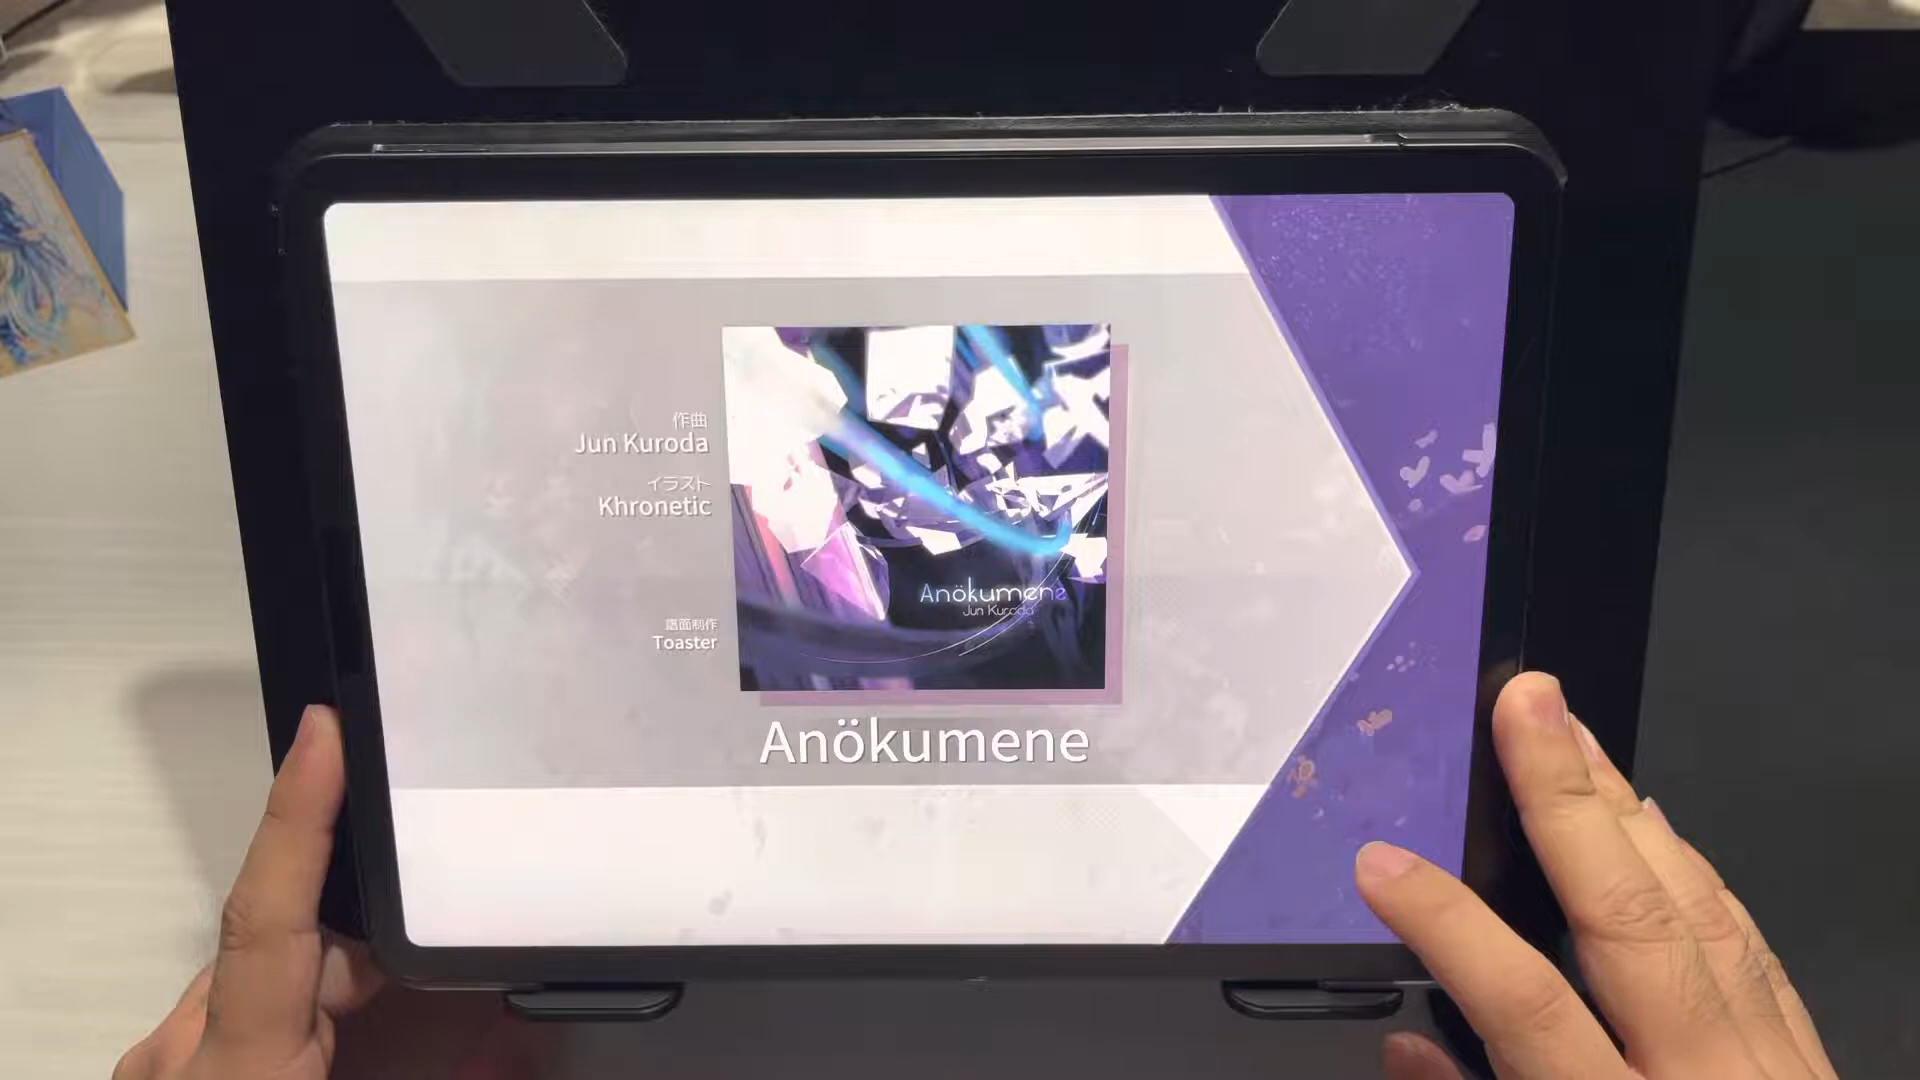 作曲
Jun Kuroda
イラスト
Khronetic
譜面制作
Toaster
Anökumene
Jun Kuroda
Anökumene